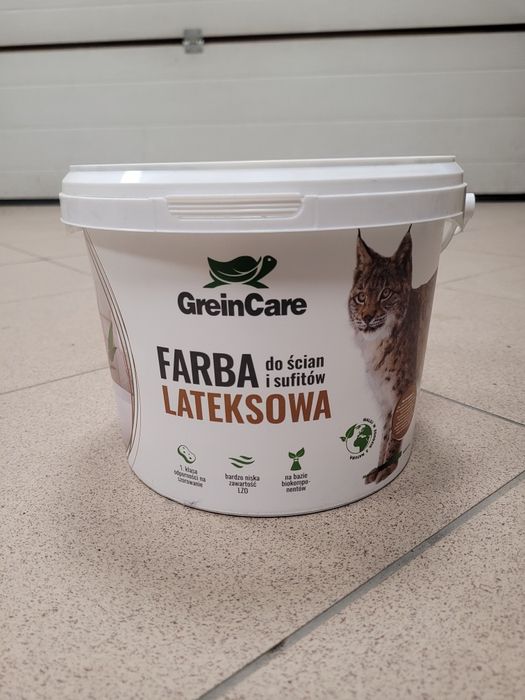 GreinCare
FARBA do ścian
i sufitów
LATEKSOWA
1. klasa
odporności na
szorowanie
bardzo niska
zawartość
LZO
na bazie
biokompo-
nentów